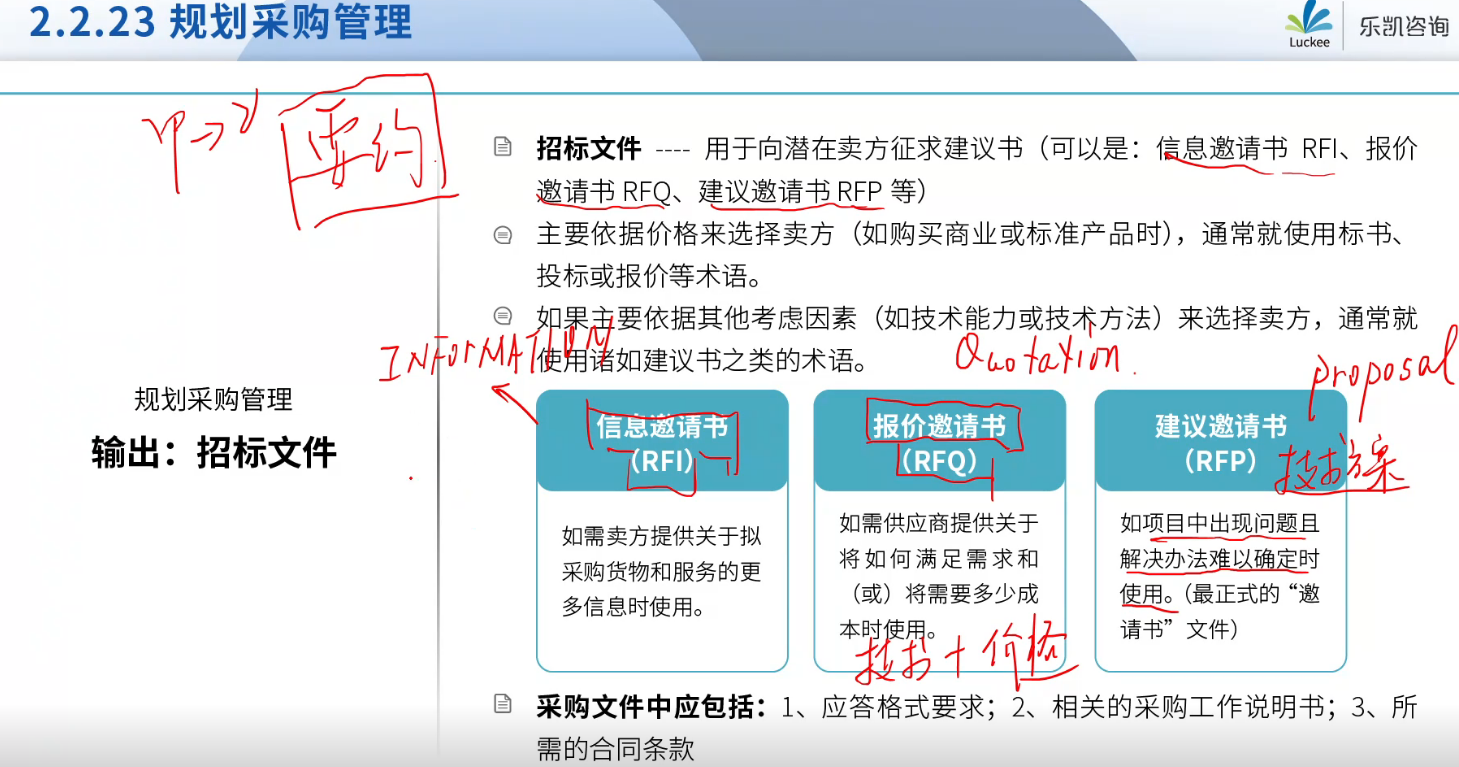 2.2.23 规划采购管理
Luckee
乐凯咨询
甲→乙
要约
招标文件 ---- 用于向潜在卖方征求建议书（可以是：信息邀请书 RFI、报价
邀请书 RFQ、建议邀请书 RFP 等）
主要依据价格来选择卖方（如购买商业或标准产品时），通常就使用标书、
投标或报价等术语。
如果主要依据其他考虑因素（如技术能力或技术方法）来选择卖方，通常就
使用诸如建议书之类的术语。
INFORMATION
Quotation
proposal
规划采购管理
输出：招标文件
信息邀请书
（RFI）
如需卖方提供关于拟
采购货物和服务的更
多信息时使用。
报价邀请书
（RFQ）
如需供应商提供关于
将如何满足需求和
（或）将需要多少成
本时使用。
技术+价格
建议邀请书
（RFP）
技术方案
如项目中出现问题且
解决办法难以确定时
使用。（最正式的“邀
请书”文件）
采购文件中应包括：1、应答格式要求；2、相关的采购工作说明书；3、所
需的合同条款